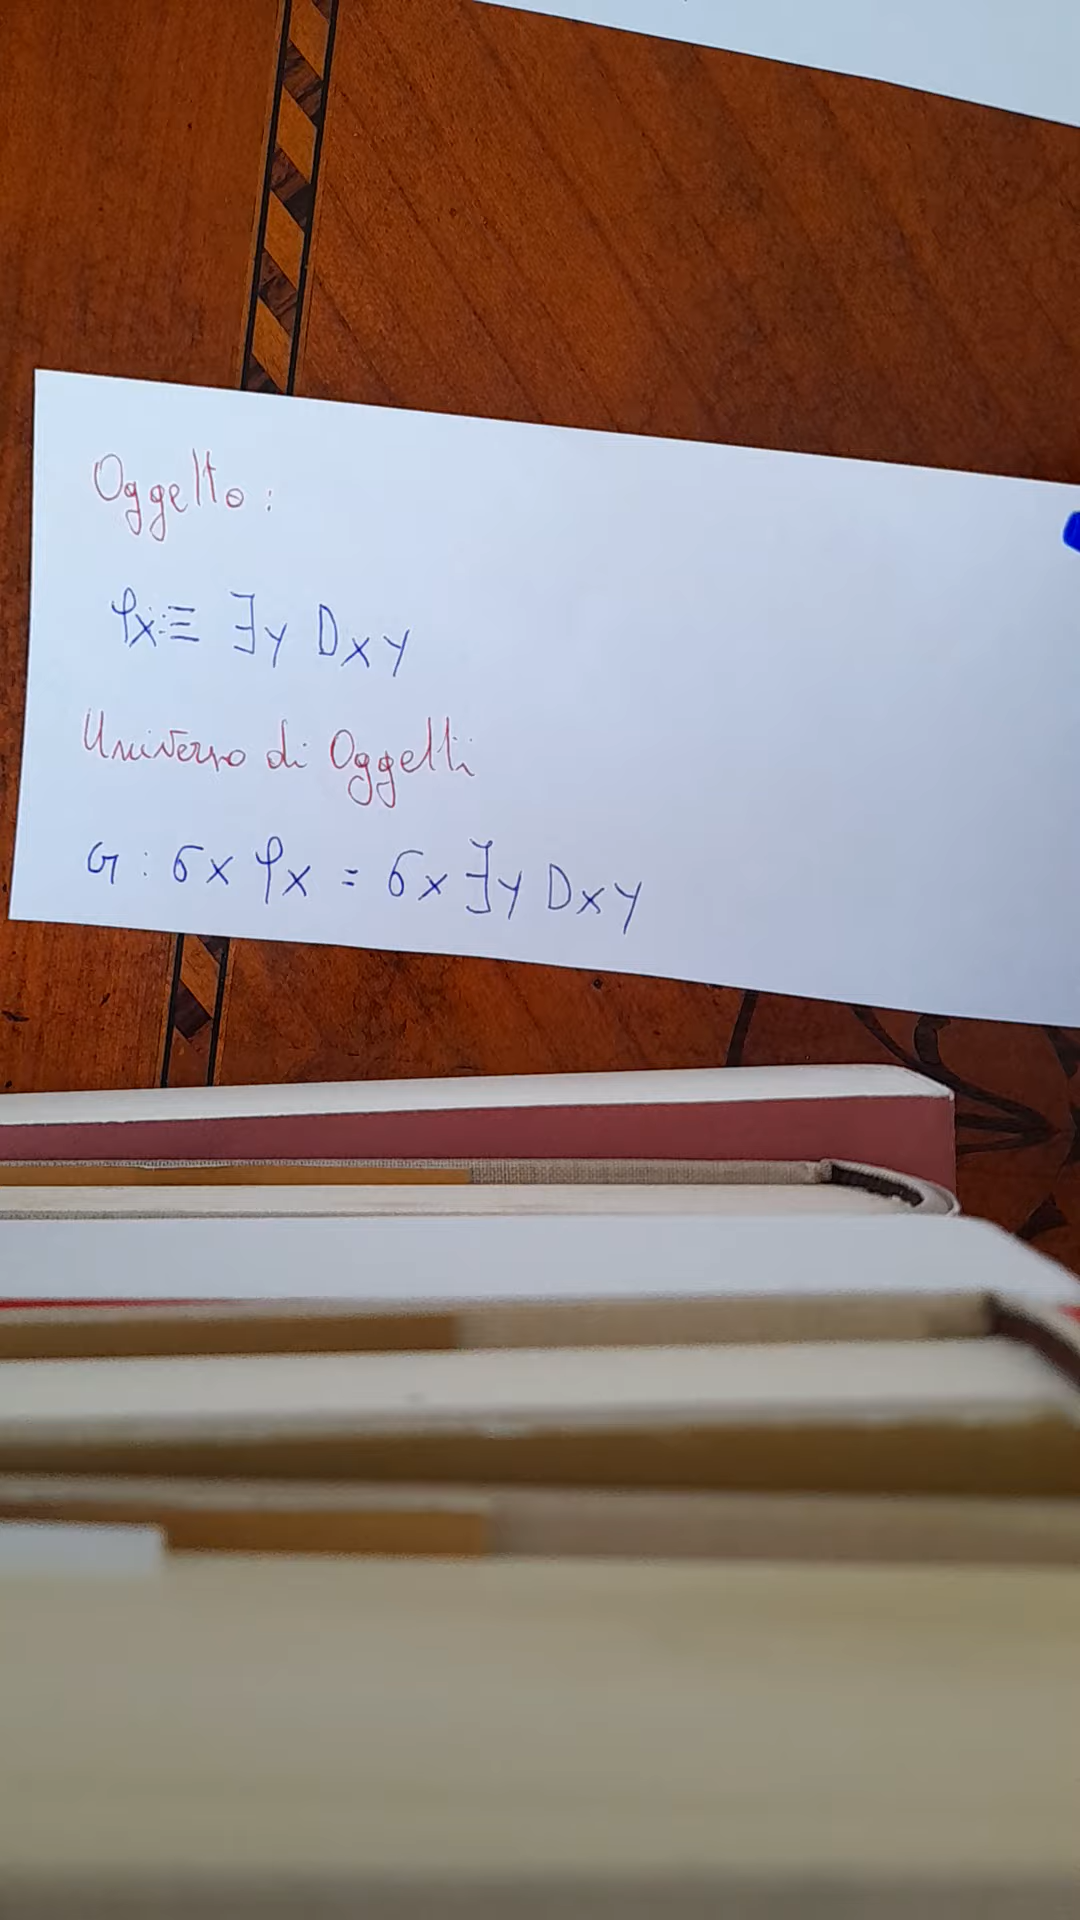 Oggetto:
φx:≡ ∃y Dxy
Universo di Oggetti
G: σx φx = σx ∃y Dxy